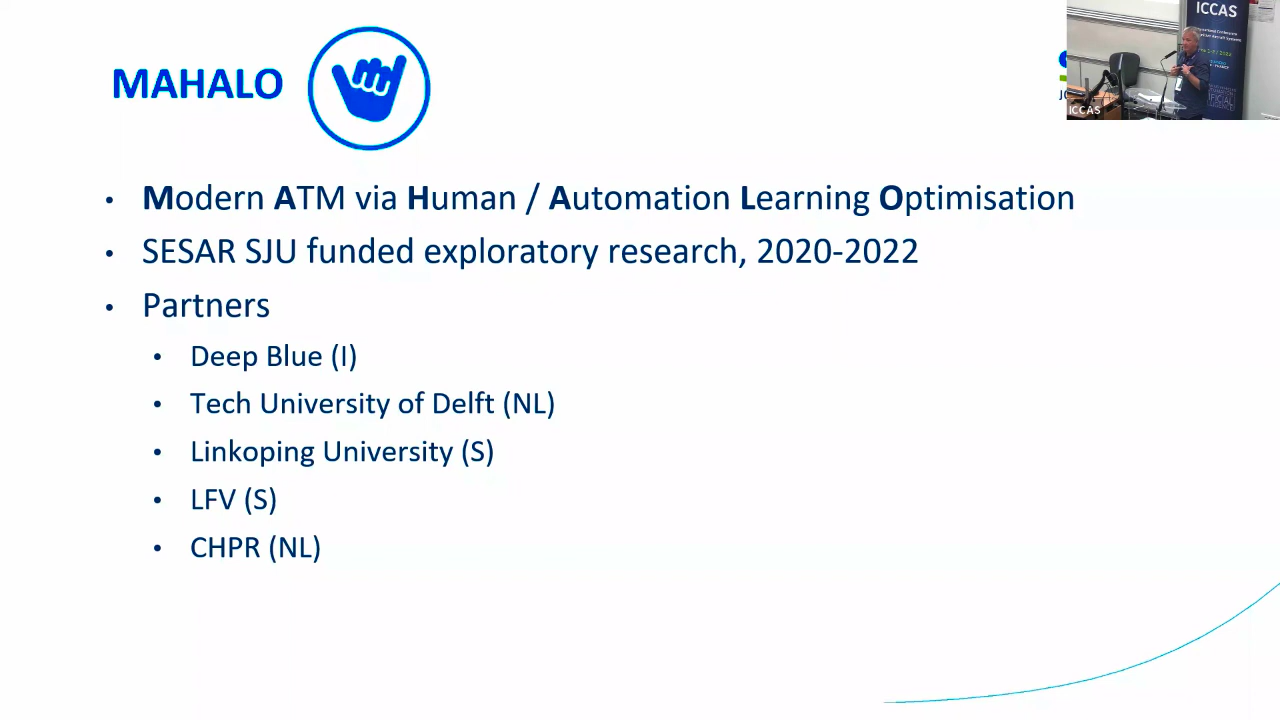 MAHALO
ICCAS
ICCAS
• Modern ATM via Human / Automation Learning Optimisation
• SESAR SJU funded exploratory research, 2020-2022
• Partners
• Deep Blue (I)
• Tech University of Delft (NL)
• Linkoping University (S)
• LFV (S)
• CHPR (NL)